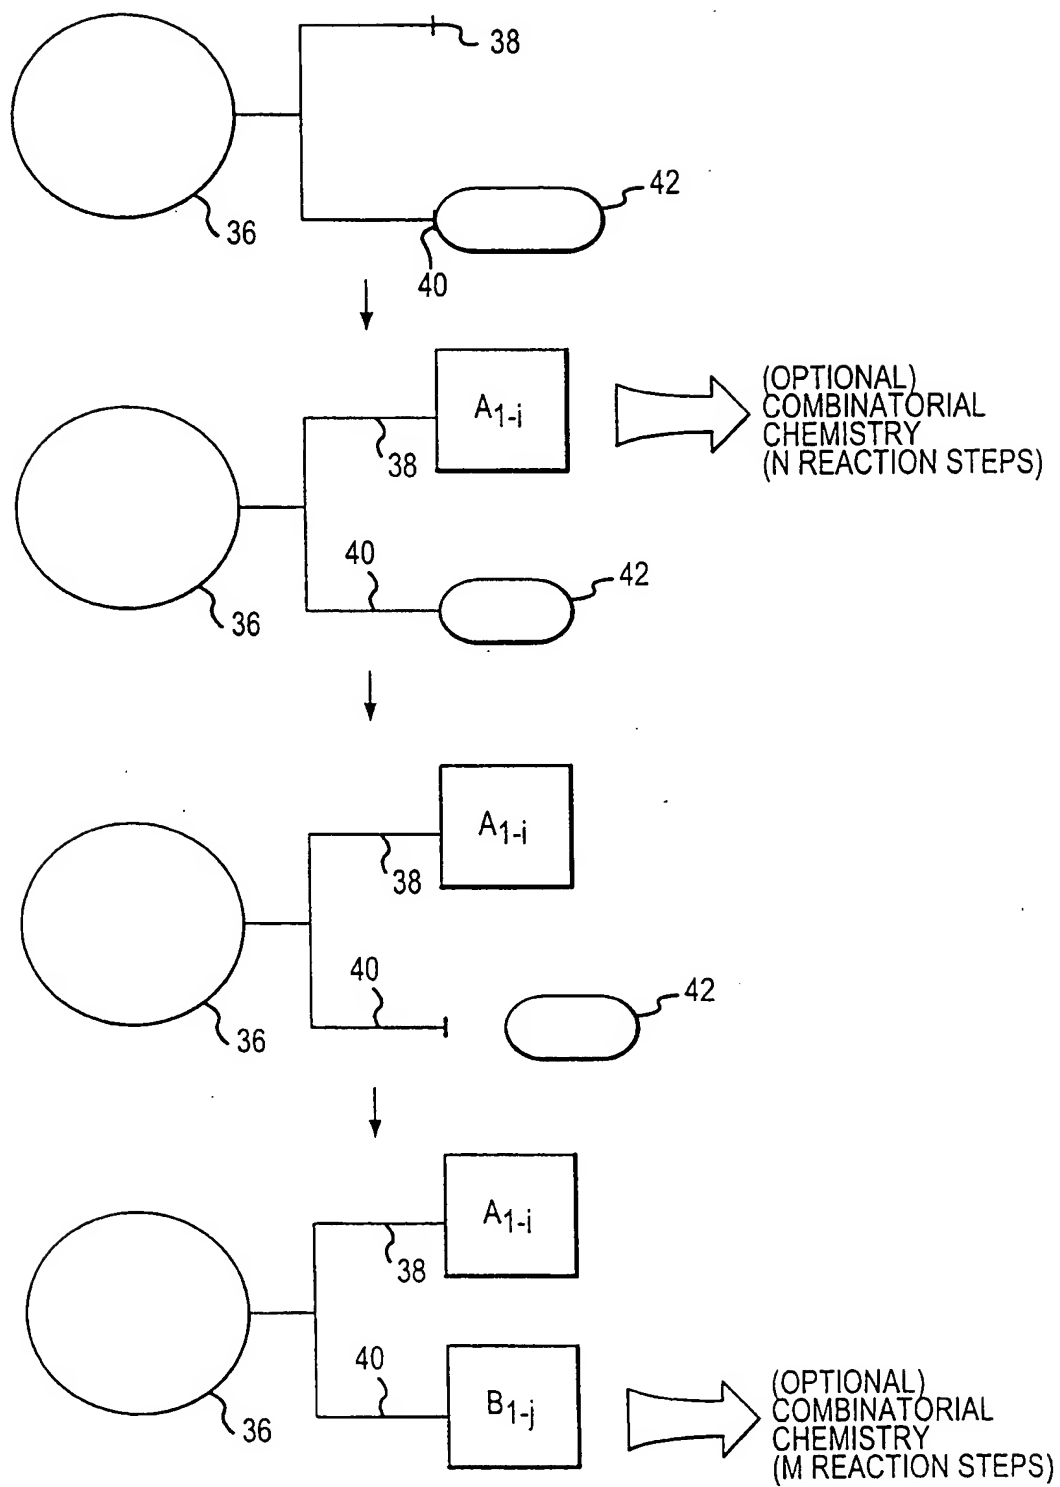 38
42
36
40
A1-i
(OPTIONAL)
COMBINATORIAL
CHEMISTRY
(N REACTION STEPS)
38
40
42
36
A1-i
38
40
42
36
A1-i
38
40
B1-j
36
(OPTIONAL)
COMBINATORIAL
CHEMISTRY
(M REACTION STEPS)